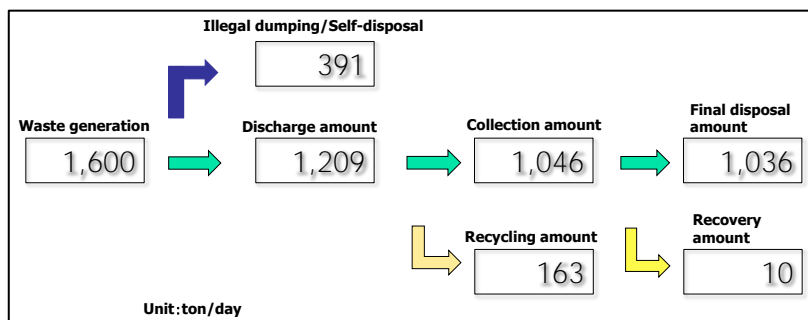 Illegal dumping/Self-disposal
391
Waste generation
1,600
Discharge amount
1,209
Collection amount
1,046
Final disposal
amount
1,036
Recycling amount
163
Recovery
amount
10
Unit:ton/day